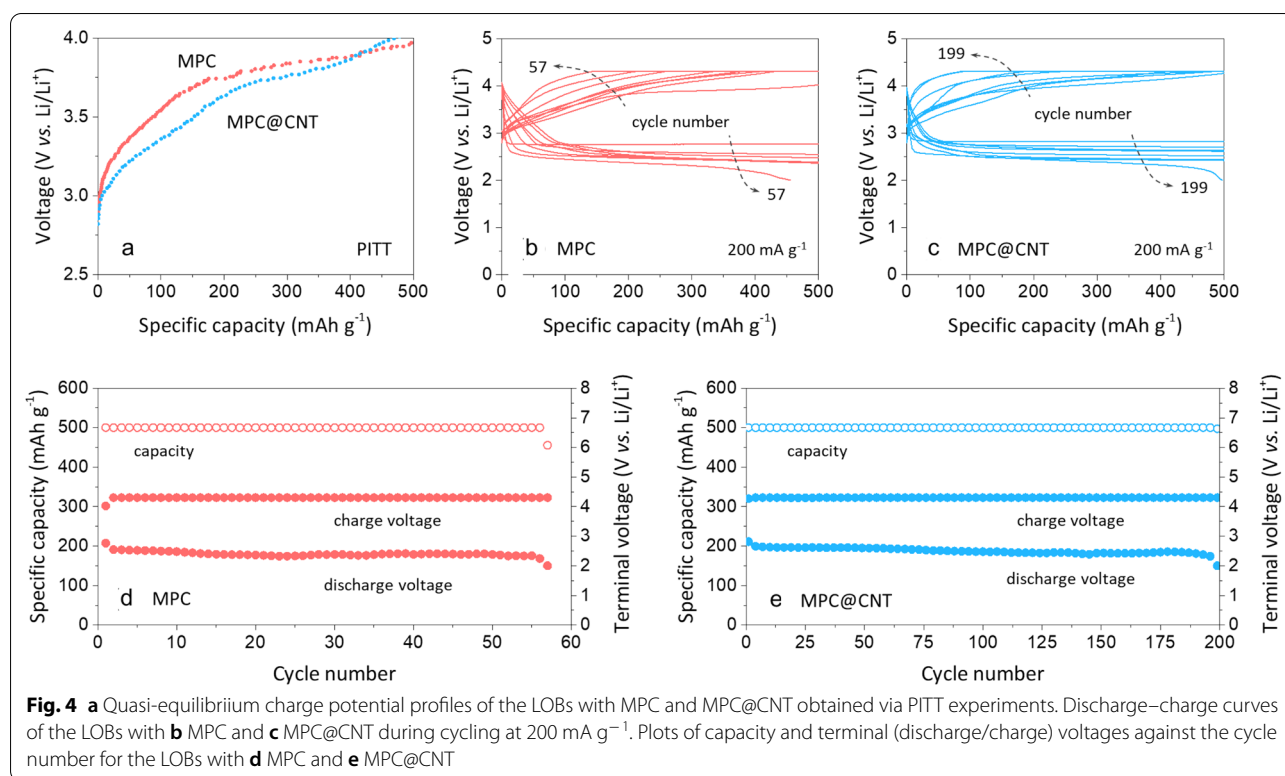 4.0
3.5
3.0
2.5
Voltage (V vs. Li/Li⁺)
MPC
MPC@CNT
a
PITT
0 100 200 300 400 500
Specific capacity (mAh g⁻¹)
5
4
3
2
1
0
Voltage (V vs. Li/Li⁺)
57
cycle number
57
b MPC 200 mA g⁻¹
0 100 200 300 400 500
Specific capacity (mAh g⁻¹)
5
4
3
2
1
0
Voltage (V vs. Li/Li⁺)
199
cycle number
199
c MPC@CNT 200 mA g⁻¹
0 100 200 300 400 500
Specific capacity (mAh g⁻¹)
600
500
400
300
200
100
0
Specific capacity (mAh g⁻¹)
capacity
charge voltage
discharge voltage
d MPC
8
7
6
5
4
3
2
1
0
Terminal voltage (V vs. Li/Li⁺)
0 10 20 30 40 50 60
Cycle number
600
500
400
300
200
100
0
Specific capacity (mAh g⁻¹)
capacity
charge voltage
discharge voltage
e MPC@CNT
8
7
6
5
4
3
2
1
0
Terminal voltage (V vs. Li/Li⁺)
0 25 50 75 100 125 150 175 200
Cycle number
Fig. 4 a Quasi-equilibriium charge potential profiles of the LOBs with MPC and MPC@CNT obtained via PITT experiments. Discharge–charge curves
of the LOBs with b MPC and c MPC@CNT during cycling at 200 mA g⁻¹. Plots of capacity and terminal (discharge/charge) voltages against the cycle
number for the LOBs with d MPC and e MPC@CNT